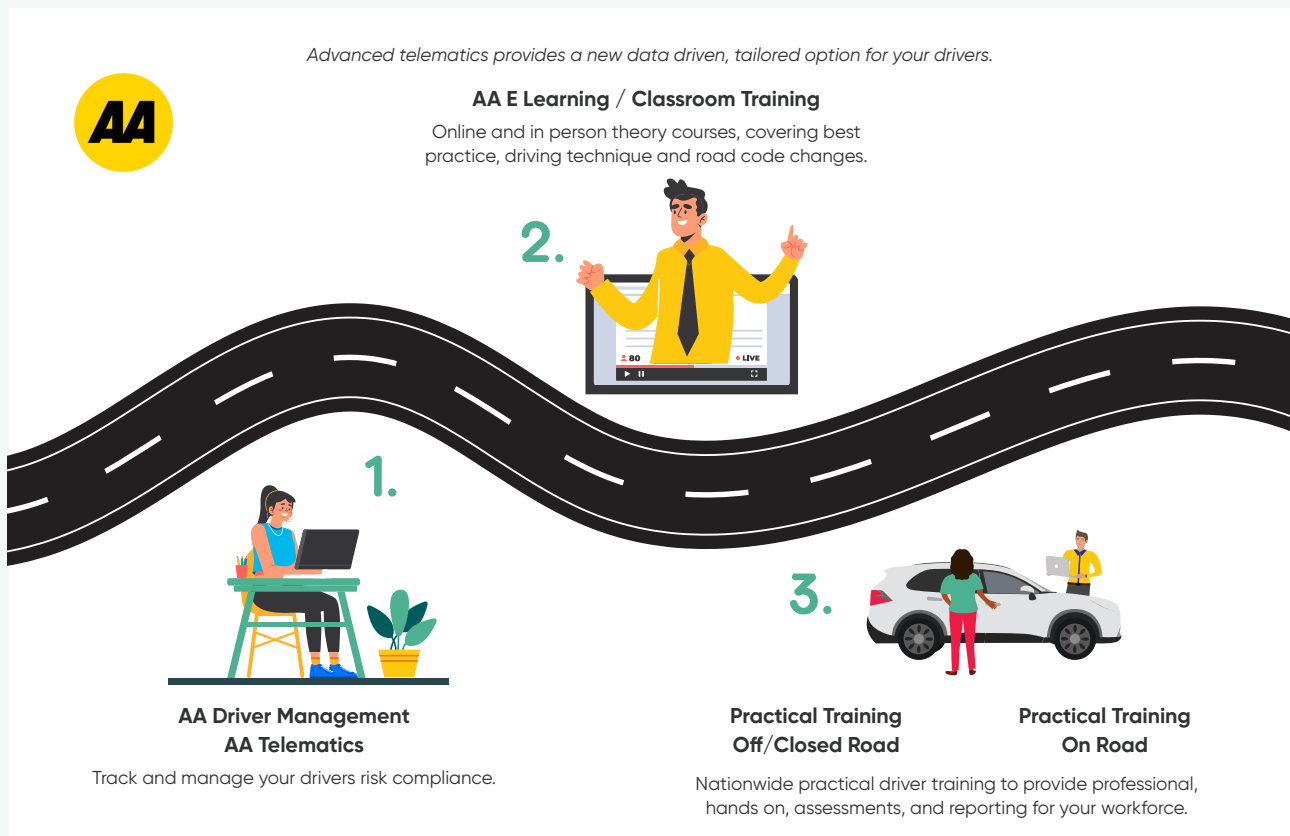 Advanced telematics provides a new data driven, tailored option for your drivers.
AA
AA E Learning / Classroom Training
Online and in person theory courses, covering best
practice, driving technique and road code changes.
2.
80
LIVE
1.
AA Driver Management
AA Telematics
Track and manage your drivers risk compliance.
3.
Practical Training
Off/Closed Road
Practical Training
On Road
Nationwide practical driver training to provide professional,
hands on, assessments, and reporting for your workforce.